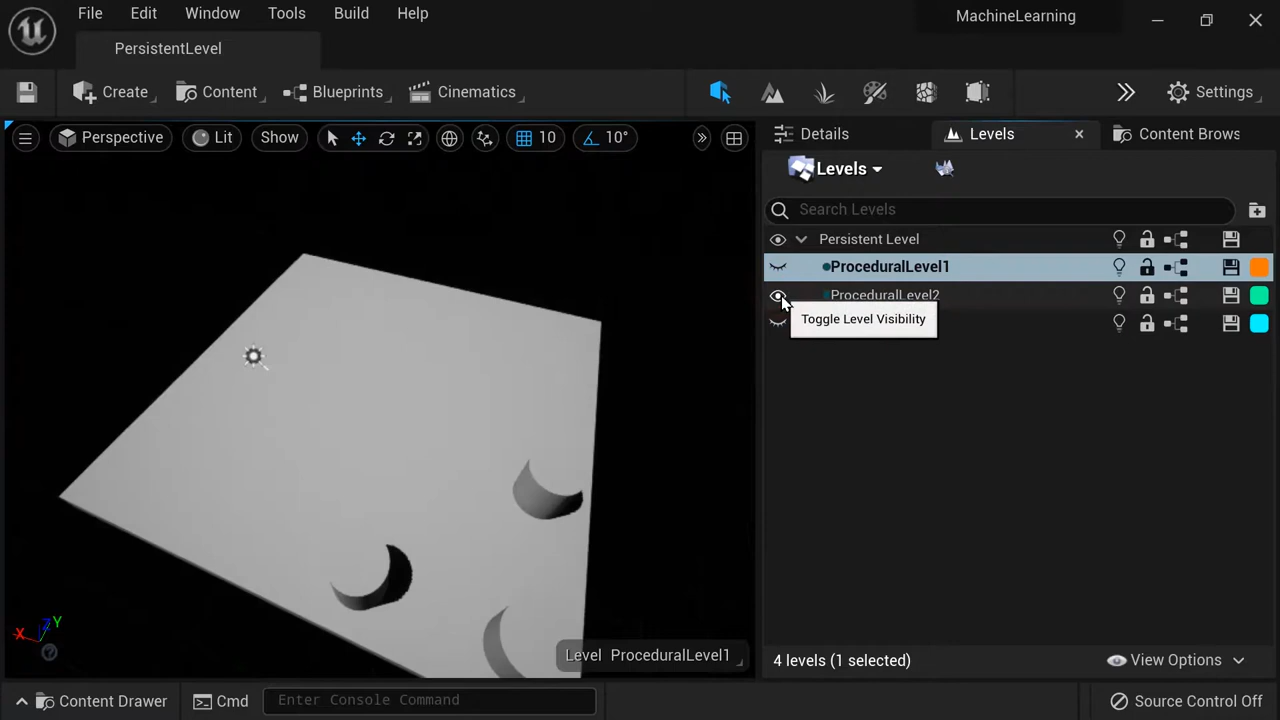 File Edit Window Tools Build Help MachineLearning
PersistentLevel
Create Content Blueprints Cinematics Settings
Perspective Lit Show 10 10° Details Levels Content Brows
Levels
Search Levels
Persistent Level
ProceduralLevel1
ProceduralLevel2
Toggle Level Visibility
Level ProceduralLevel1
4 levels (1 selected) View Options
Content Drawer Cmd Enter Console Command Source Control Off
X Y Z